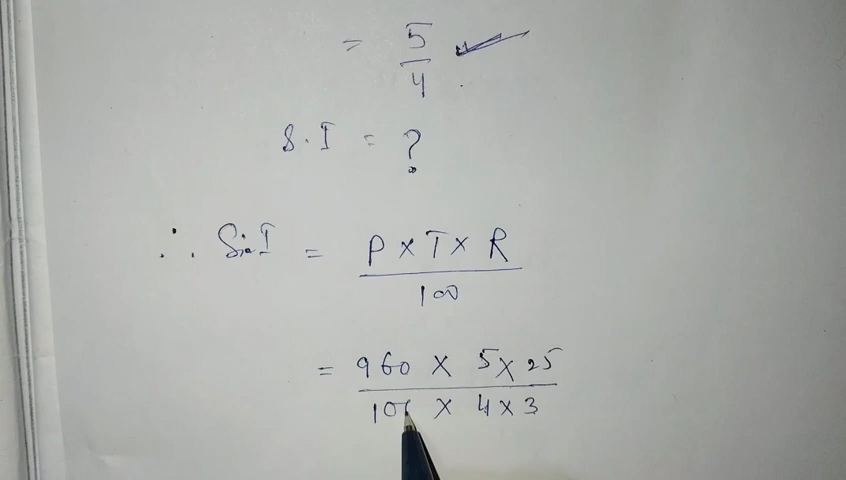 = 5/4 ✓
S.I = ?
∴ S.I = P × T × R / 100
= 960 × 5 × 25 / 100 × 4 × 3